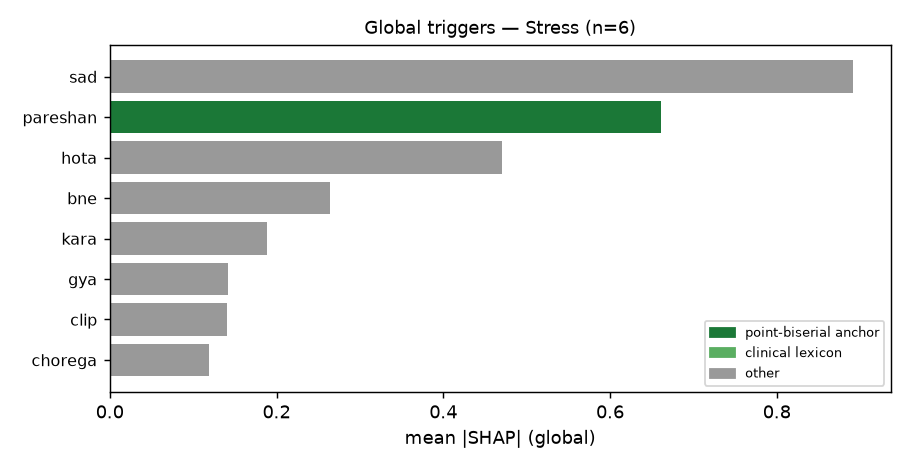 Global triggers — Stress (n=6)
sad
pareshan
hota
bne
kara
gya
clip
chorega
point-biserial anchor
clinical lexicon
other
0.0 0.2 0.4 0.6 0.8
mean |SHAP| (global)